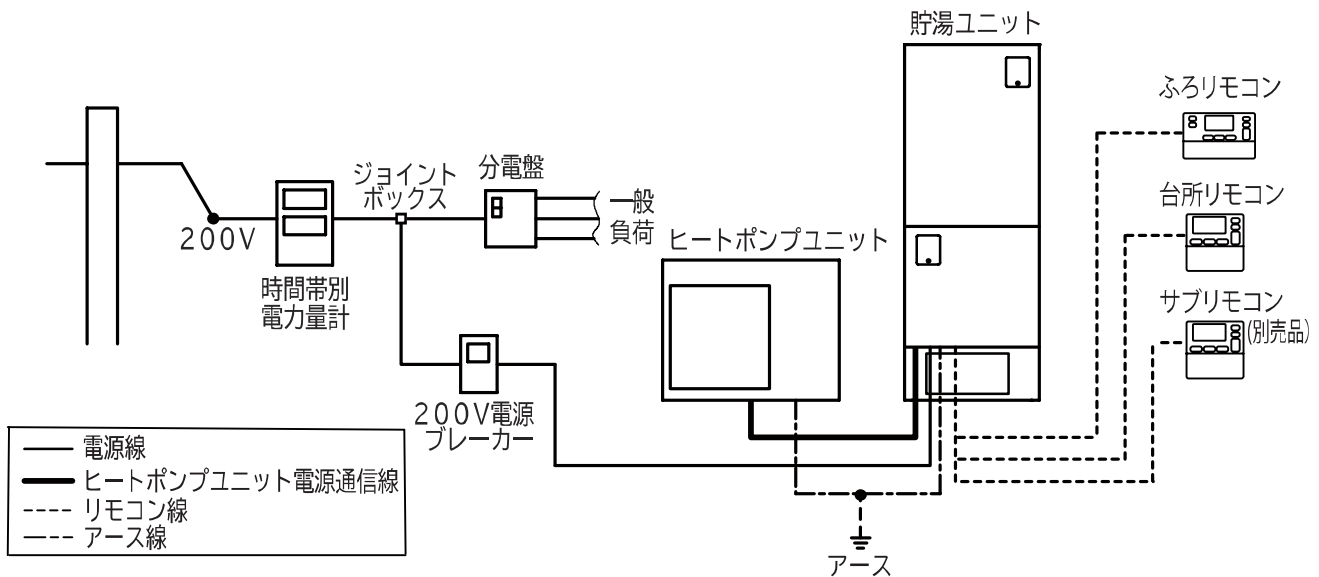 貯湯ユニット
ふろリモコン
ジョイント
ボックス
分電盤
一般
負荷
台所リモコン
200V
ヒートポンプユニット
時間帯別
電力量計
サブリモコン
(別売品)
200V電源
ブレーカー
電源線
ヒートポンプユニット電源通信線
リモコン線
アース線
アース